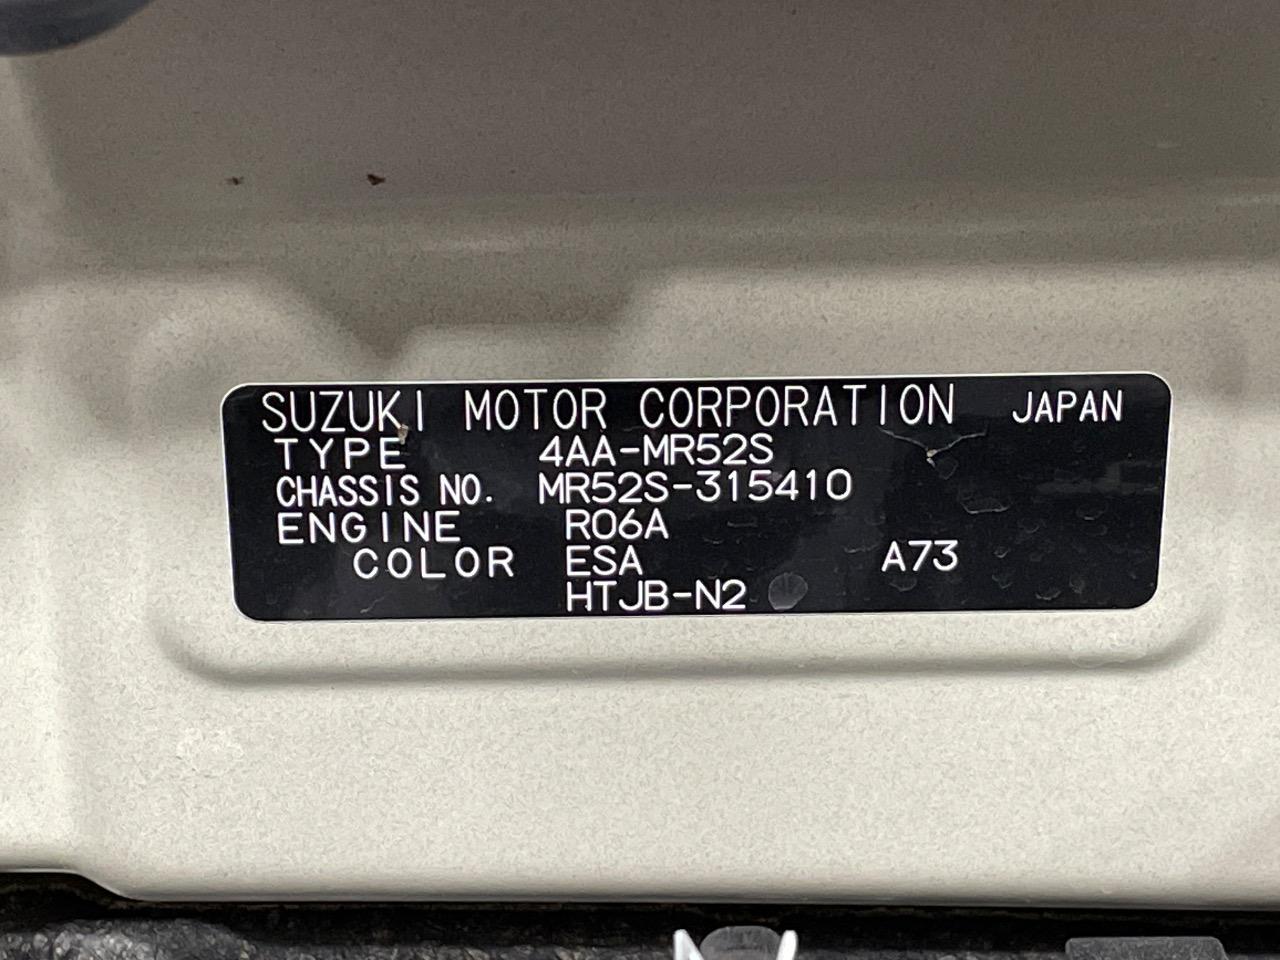 SUZUKI MOTOR CORPORATION JAPAN
TYPE 4AA-MR52S
CHASSIS NO. MR52S-315410
ENGINE R06A
COLOR ESA A73
HTJB-N2